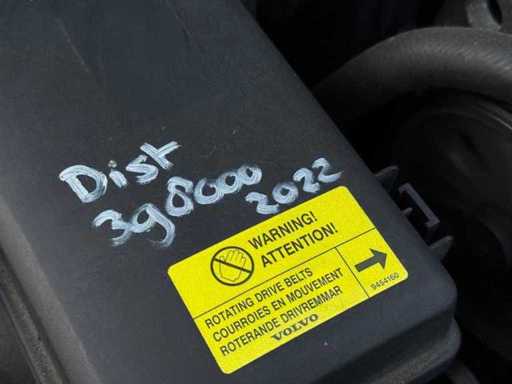 Dist
398000
2022
WARNING!
ATTENTION!
ROTATING DRIVE BELTS
COURROIES EN MOUVEMENT
ROTERANDE DRIVREMMAR
VOLVO
9454160